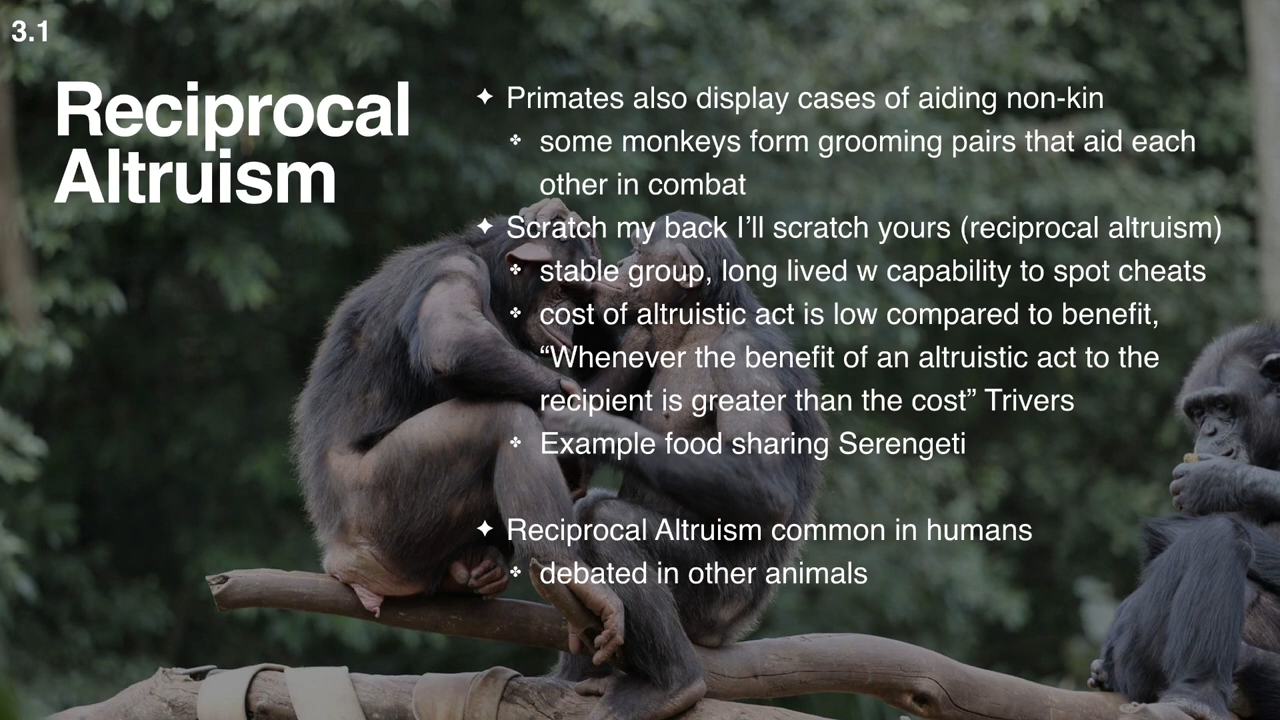 3.1
Reciprocal
Altruism
✦ Primates also display cases of aiding non-kin
✤ some monkeys form grooming pairs that aid each
other in combat
✦ Scratch my back I’ll scratch yours (reciprocal altruism)
✤ stable group, long lived w capability to spot cheats
✤ cost of altruistic act is low compared to benefit,
“Whenever the benefit of an altruistic act to the
recipient is greater than the cost” Trivers
✤ Example food sharing Serengeti
✦ Reciprocal Altruism common in humans
✤ debated in other animals